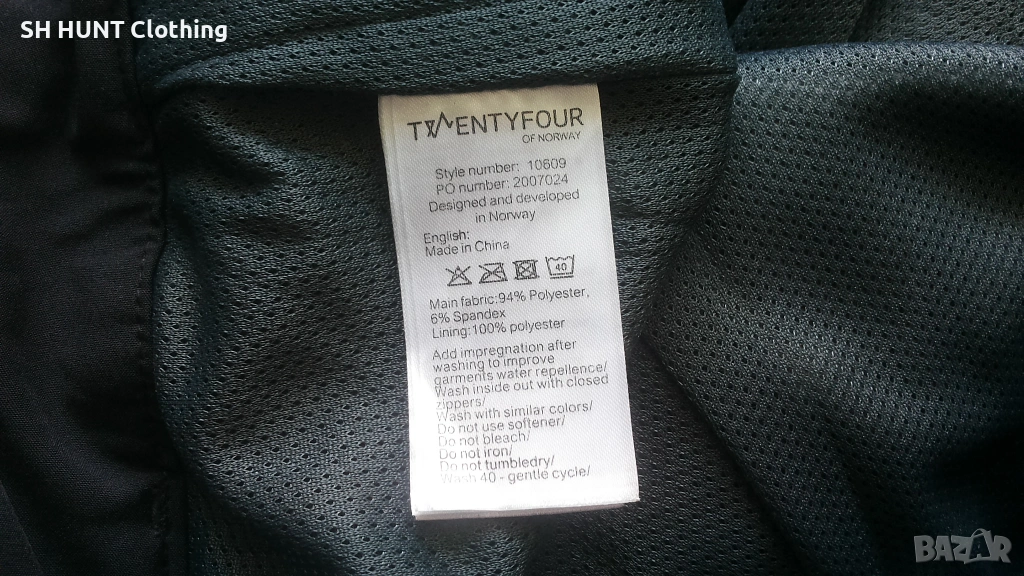 SH HUNT Clothing
TWENTYFOUR
OF NORWAY
Style number: 10609
PO number: 2007024
Designed and developed
in Norway
English:
Made in China
40
Main fabric:94% Polyester,
6% Spandex
Lining:100% polyester
Add impregnation after
washing to improve
garments water repellence/
Wash inside out with closed
zippers/
Wash with similar colors/
Do not use softener/
Do not bleach/
Do not iron/
Do not tumbledry/
Wash 40 - gentle cycle/
BAZAR